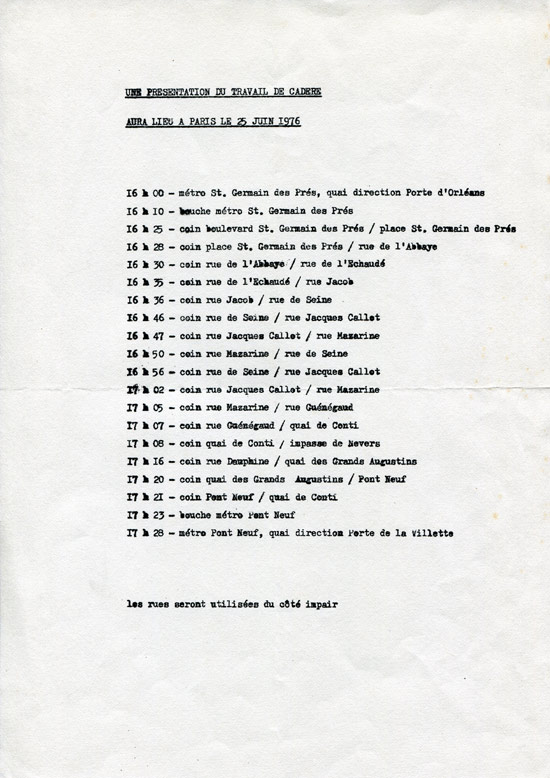 UNE PRESENTATION DU TRAVAIL DE CADERE
AURA LIEU A PARIS LE 25 JUIN 1976
16 h 00 - métro St. Germain des Prés, quai direction Porte d'Orléans
16 h 10 - bouche métro St. Germain des Prés
16 h 25 - coin boulevard St. Germain des Prés / place St. Germain des Prés
16 h 28 - coin place St. Germain des Prés / rue de l'Abbaye
16 h 30 - coin rue de l'Abbaye / rue de l'Echaudé
16 h 35 - coin rue de l'Echaudé / rue Jacob
16 h 36 - coin rue Jacob / rue de Seine
16 h 46 - coin rue de Seine / rue Jacques Callot
16 h 47 - coin rue Jacques Callot / rue Mazarine
16 h 50 - coin rue Mazarine / rue de Seine
16 h 56 - coin rue de Seine / rue Jacques Callot
17 h 02 - coin rue Jacques Callot / rue Mazarine
17 h 05 - coin rue Mazarine / rue Guénégaud
17 h 07 - coin rue Guénégaud / quai de Conti
17 h 08 - coin quai de Conti / impasse de Nevers
17 h 16 - coin rue Dauphine / quai des Grands Augustins
17 h 20 - coin quai des Grands Augustins / Pont Neuf
17 h 21 - coin Pont Neuf / quai de Conti
17 h 23 - bouche métro Pont Neuf
17 h 28 - métro Pont Neuf, quai direction Porte de la Villette
les rues seront utilisées du côté impair